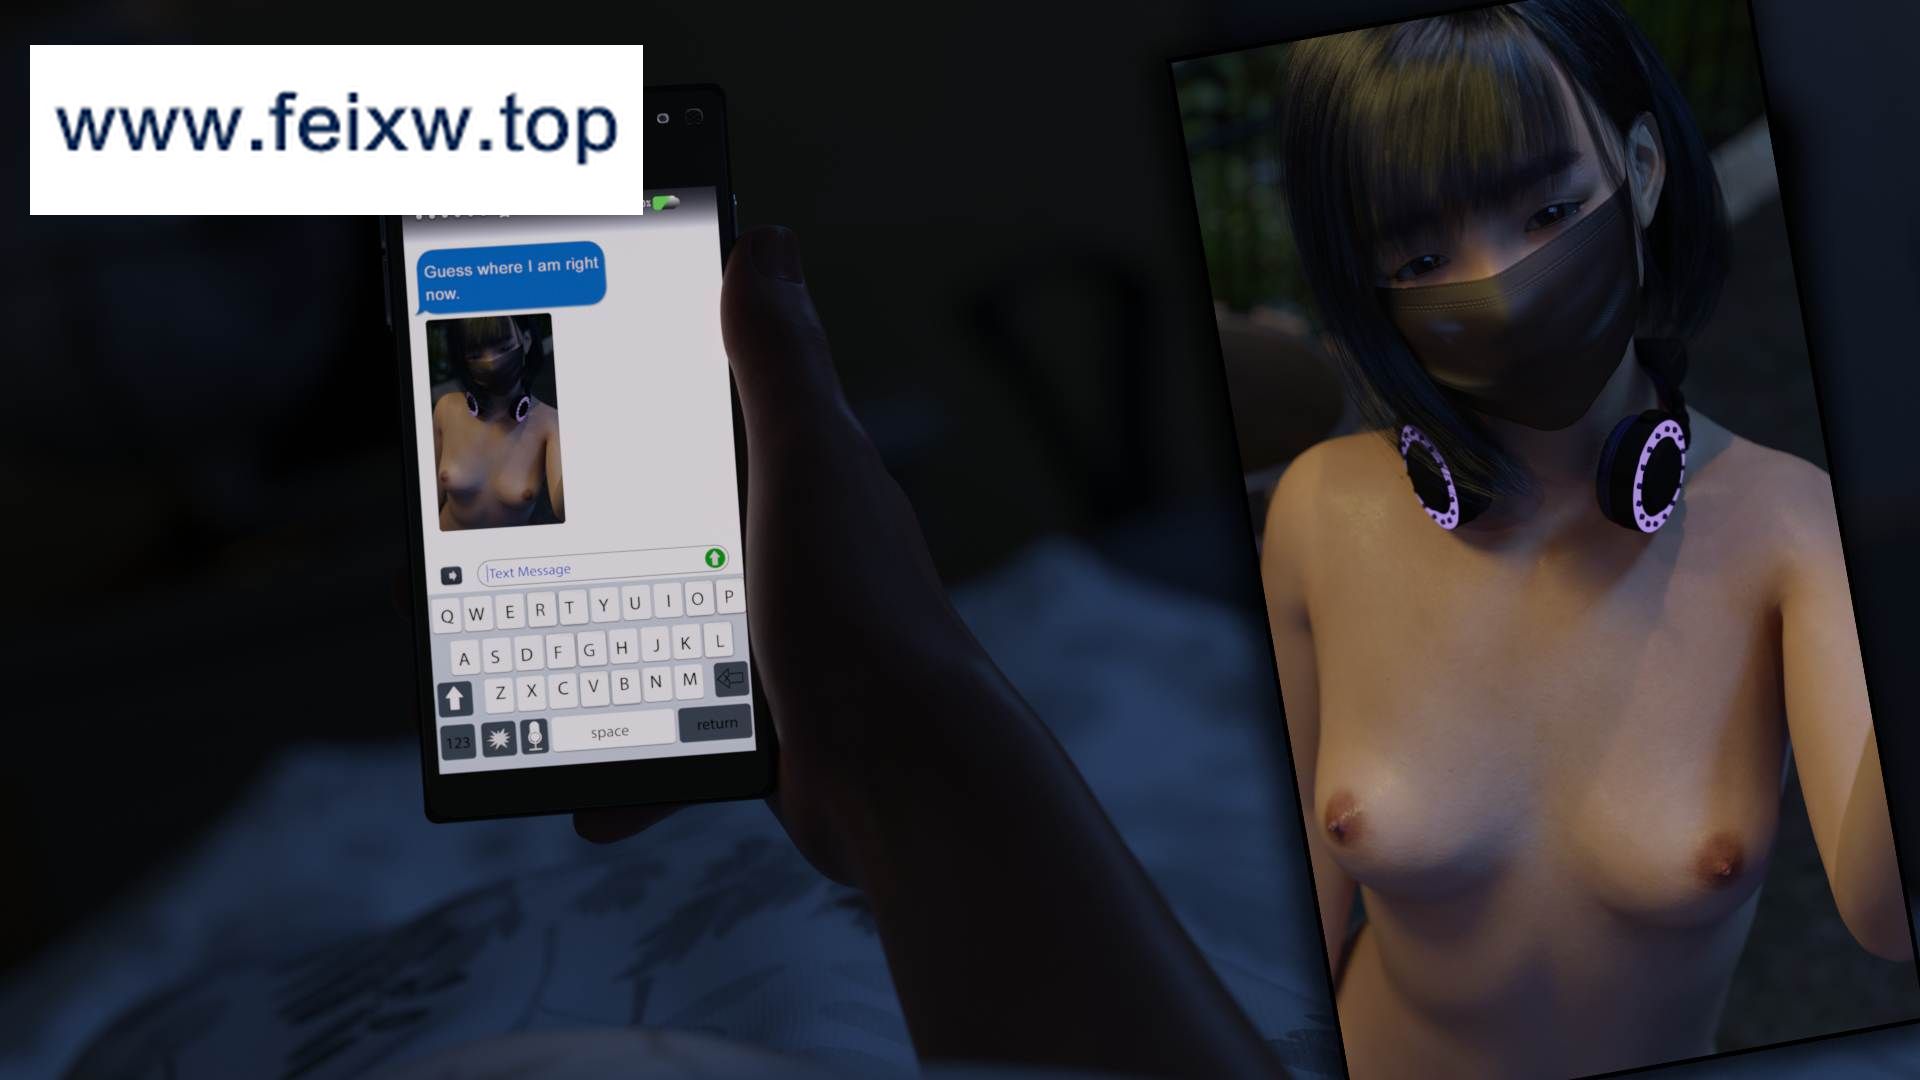 www.feixw.top
Guess where I am right
now.
Text Message
Q W E R T Y U I O P
A S D F G H J K L
Z X C V B N M
123 space return